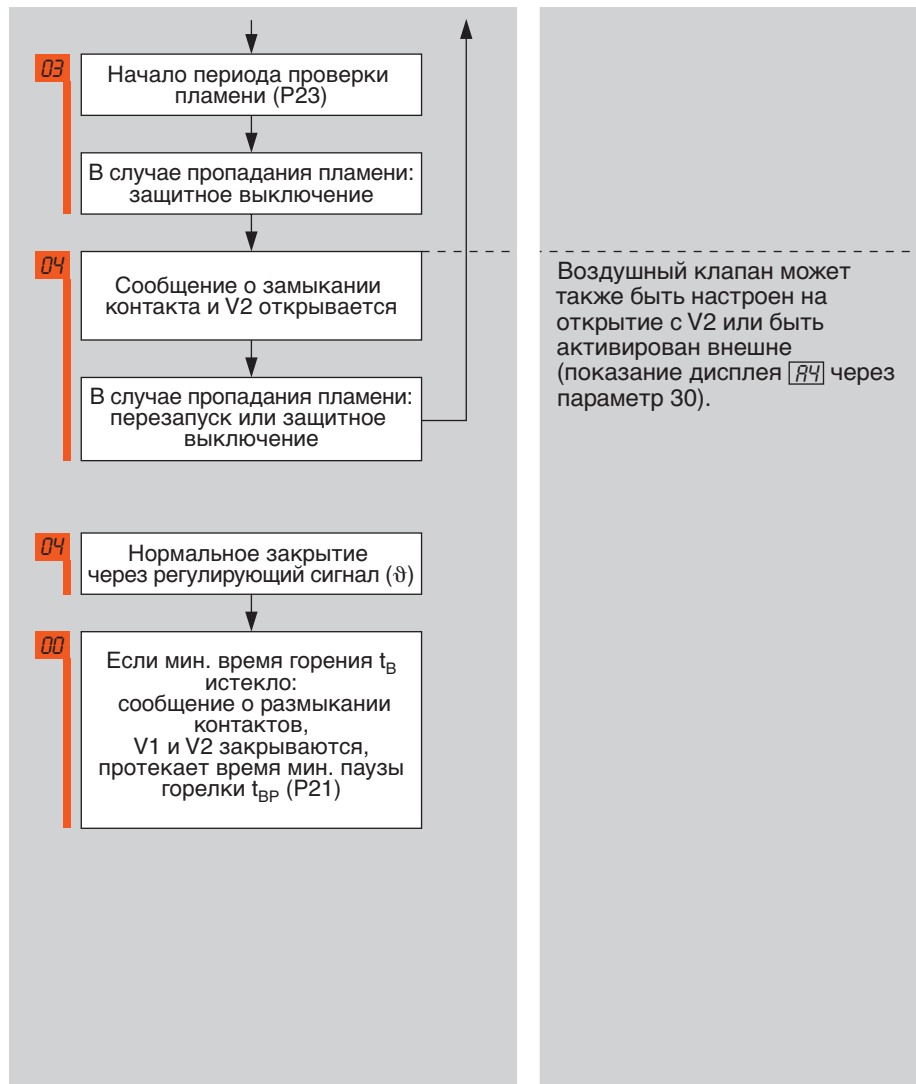 03
Начало периода проверки
пламени (P23)
В случае пропадания пламени:
защитное выключение
04
Сообщение о замыкании
контакта и V2 открывается
В случае пропадания пламени:
перезапуск или защитное
выключение
Воздушный клапан может
также быть настроен на
открытие с V2 или быть
активирован внешне
(показание дисплея A4 через
параметр 30).
04
Нормальное закрытие
через регулирующий сигнал (ϑ)
00
Если мин. время горения tB
истекло:
сообщение о размыкании
контактов,
V1 и V2 закрываются,
протекает время мин. паузы
горелки tBP (P21)